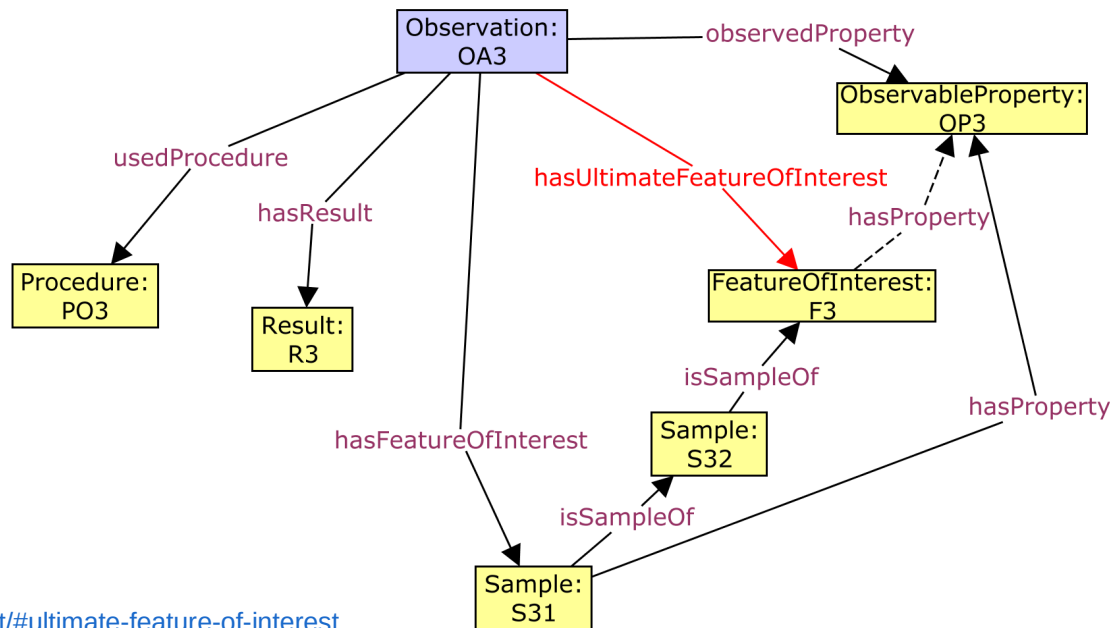 Observation:
OA3
observedProperty
ObservableProperty:
OP3
usedProcedure
hasUltimateFeatureOfInterest
hasResult
hasProperty
Procedure:
PO3
FeatureOfInterest:
F3
Result:
R3
isSampleOf
hasProperty
hasFeatureOfInterest
Sample:
S32
isSampleOf
Sample:
S31
t/#ultimate-feature-of-interest